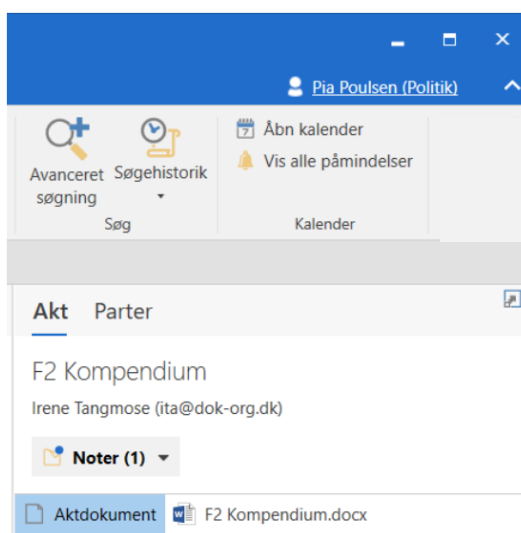 Pia Poulsen (Politik)
Avanceret søgning
Søgehistorik
Søg
7 Åbn kalender
Vis alle påmindelser
Kalender
Akt Parter
F2 Kompendium
Irene Tangmose (ita@dok-org.dk)
Noter (1)
Aktdokument F2 Kompendium.docx